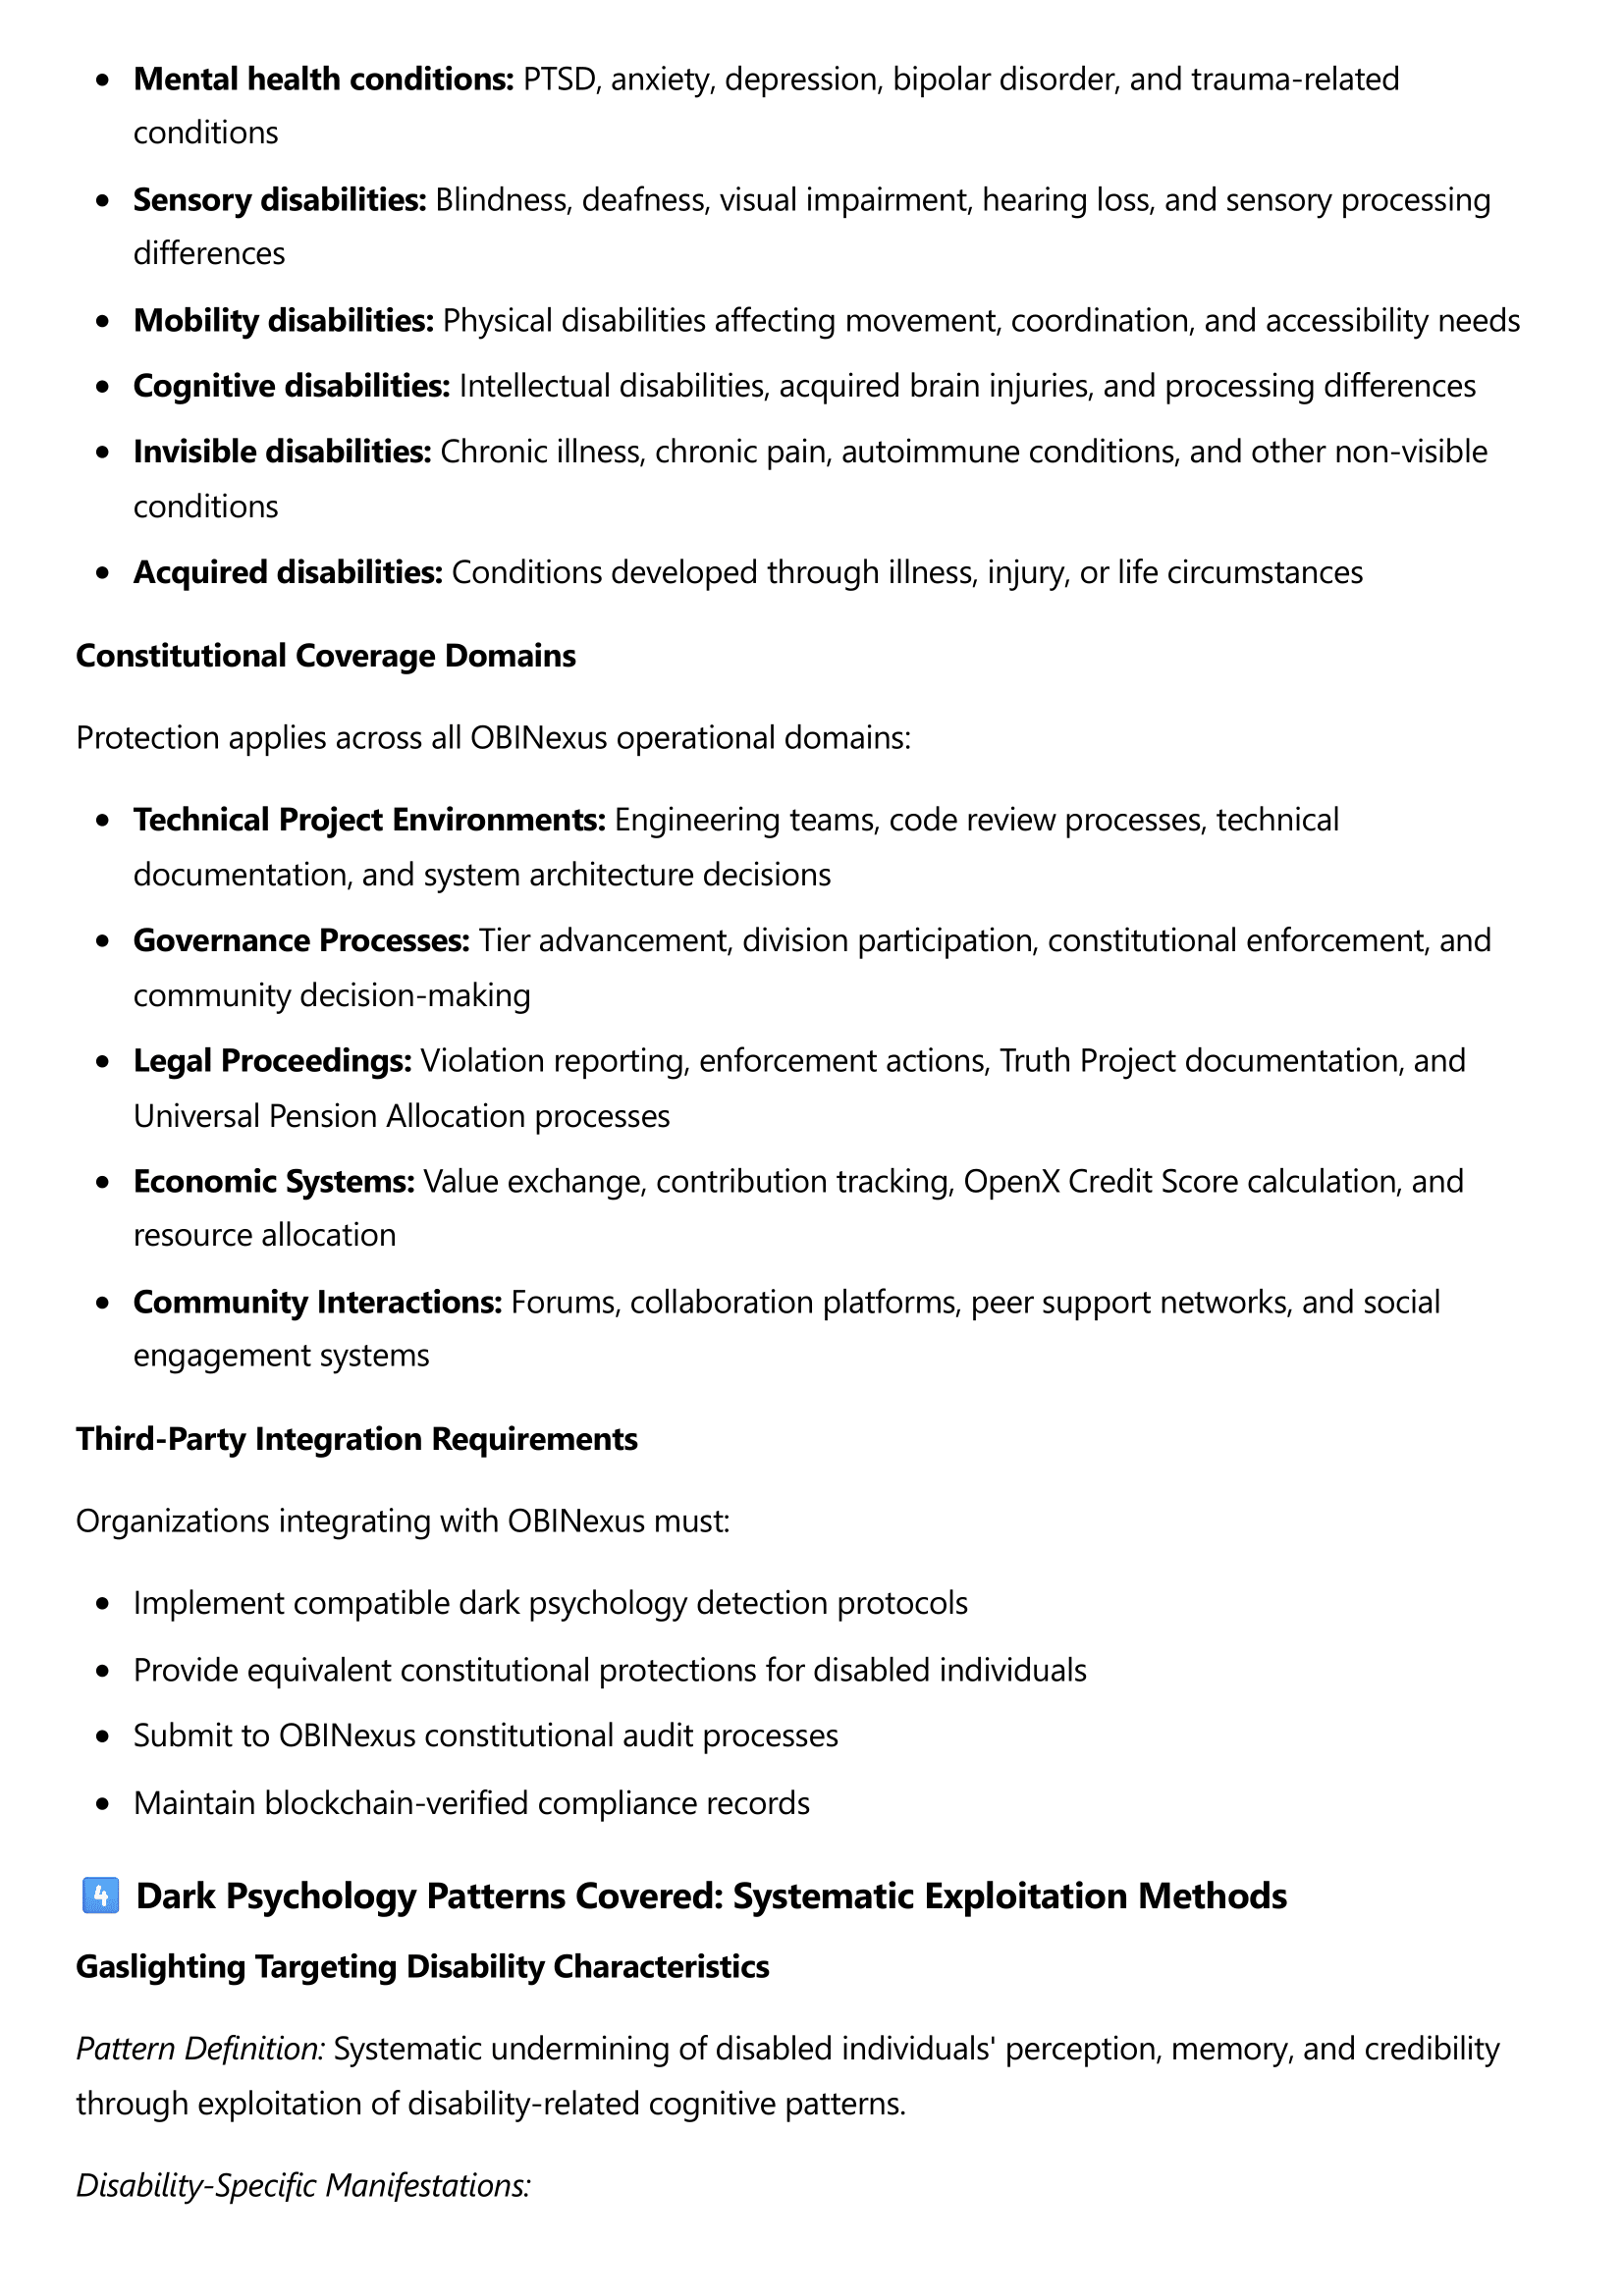 • Mental health conditions: PTSD, anxiety, depression, bipolar disorder, and trauma-related
conditions
• Sensory disabilities: Blindness, deafness, visual impairment, hearing loss, and sensory processing
differences
• Mobility disabilities: Physical disabilities affecting movement, coordination, and accessibility needs
• Cognitive disabilities: Intellectual disabilities, acquired brain injuries, and processing differences
• Invisible disabilities: Chronic illness, chronic pain, autoimmune conditions, and other non-visible
conditions
• Acquired disabilities: Conditions developed through illness, injury, or life circumstances
Constitutional Coverage Domains
Protection applies across all OBINexus operational domains:
• Technical Project Environments: Engineering teams, code review processes, technical
documentation, and system architecture decisions
• Governance Processes: Tier advancement, division participation, constitutional enforcement, and
community decision-making
• Legal Proceedings: Violation reporting, enforcement actions, Truth Project documentation, and
Universal Pension Allocation processes
• Economic Systems: Value exchange, contribution tracking, OpenX Credit Score calculation, and
resource allocation
• Community Interactions: Forums, collaboration platforms, peer support networks, and social
engagement systems
Third-Party Integration Requirements
Organizations integrating with OBINexus must:
• Implement compatible dark psychology detection protocols
• Provide equivalent constitutional protections for disabled individuals
• Submit to OBINexus constitutional audit processes
• Maintain blockchain-verified compliance records
4️⃣ Dark Psychology Patterns Covered: Systematic Exploitation Methods
Gaslighting Targeting Disability Characteristics
Pattern Definition: Systematic undermining of disabled individuals' perception, memory, and credibility
through exploitation of disability-related cognitive patterns.
Disability-Specific Manifestations: